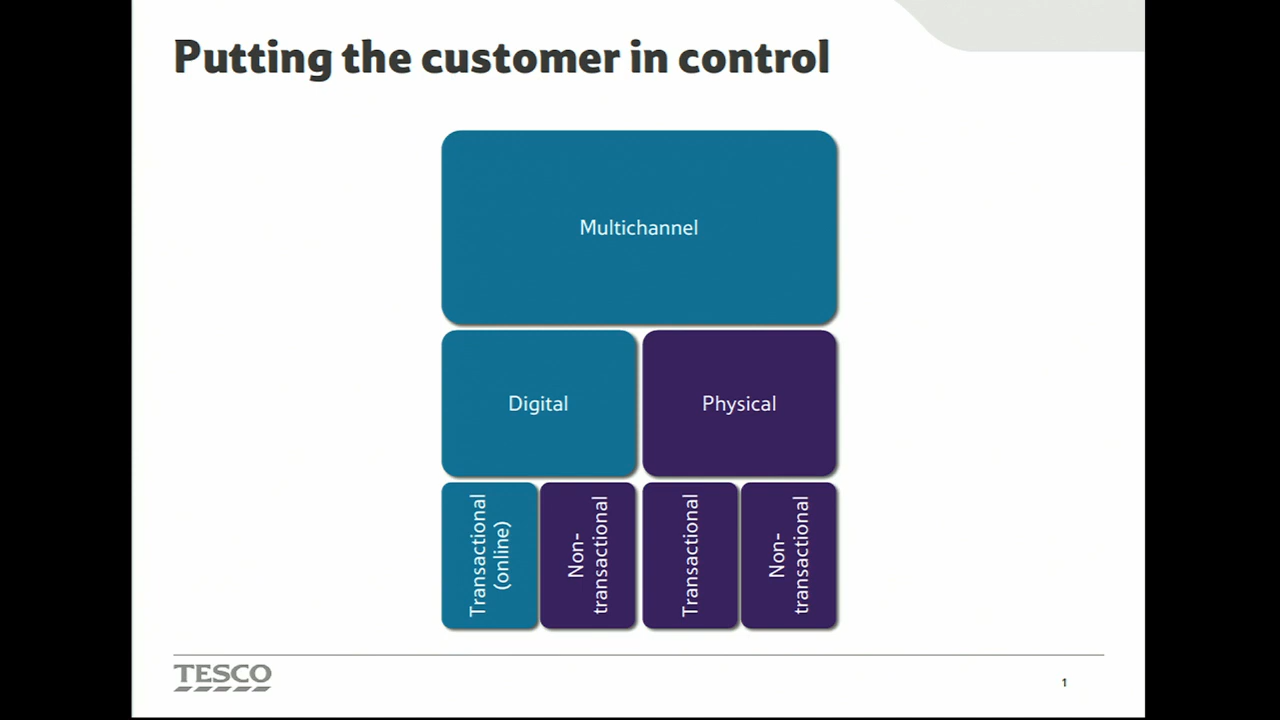 Putting the customer in control
Multichannel
Digital
Physical
Transactional
(online)
Non-
transactional
Transactional
Non-
transactional
TESCO
1